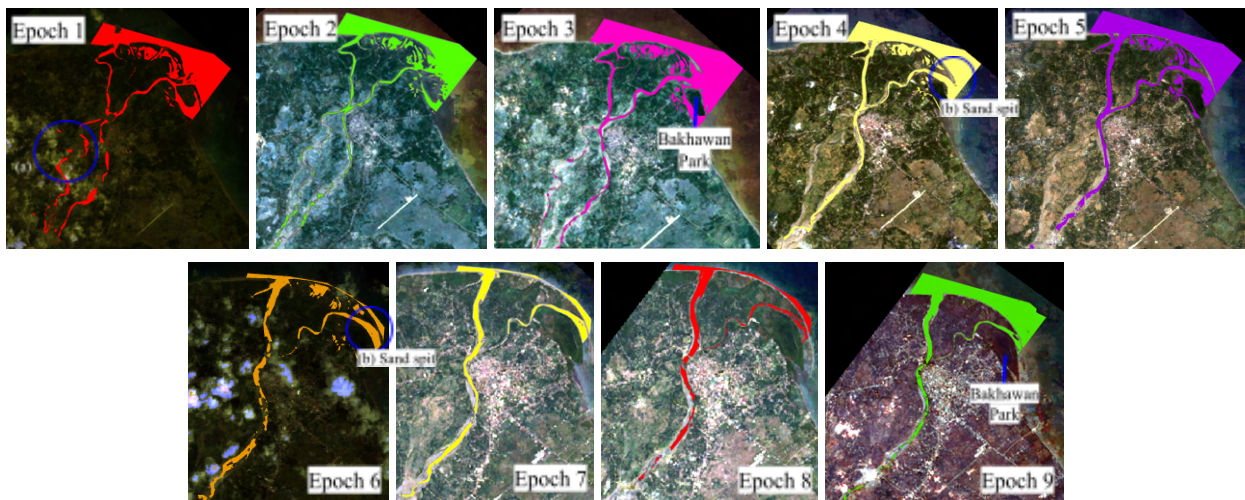 Epoch 1
Epoch 2
Epoch 3
Epoch 4
Epoch 5
(b) Sand spit
Bakhawan
Park
Epoch 6
(b) Sand spit
Epoch 7
Epoch 8
Epoch 9
Bakhawan
Park